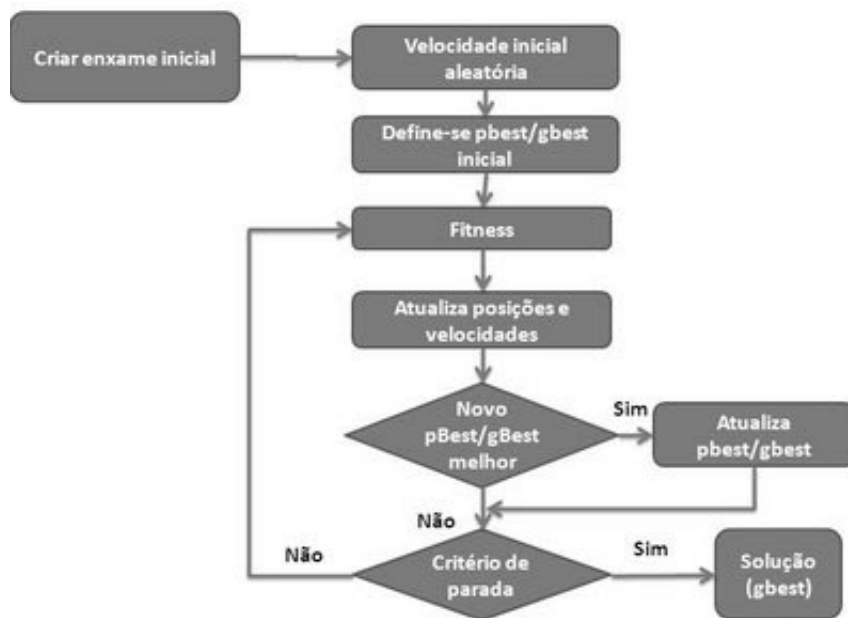 Criar enxame inicial
Velocidade inicial
aleatória
Define-se pbest/gbest
inicial
Fitness
Atualiza posições e
velocidades
Novo
pBest/gBest
melhor
Sim
Atualiza
pbest/gbest
Não
Critério de
parada
Não
Sim
Solução
(gbest)